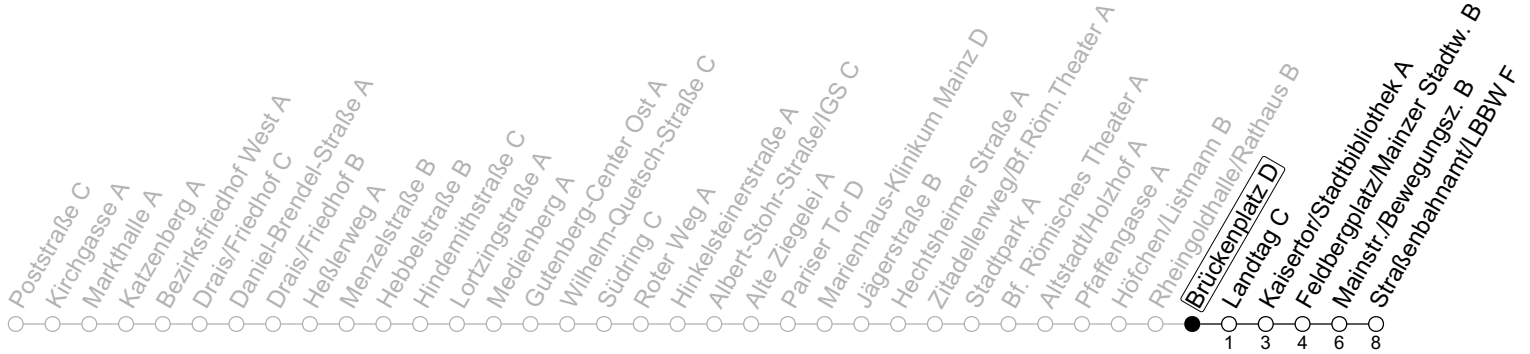 Poststraße C
Kirchgasse A
Markthalle A
Katzenberg A
Bezirksfriedhof West A
Drais/Friedhof C
Daniel-Brendel-Straße A
Drais/Friedhof B
Heßlerweg A
Menzelstraße B
Hebbelstraße B
Hindemithstraße C
Lortzingstraße A
Medienberg A
Gutenberg-Center Ost A
Wilhelm-Quetsch-Straße C
Südring C
Roter Weg A
Hinkelsteinerstraße A
Albert-Stohr-Straße/IGS C
Alte Ziegelei A
Pariser Tor D
Marienhaus-Klinikum Mainz D
Jägerstraße B
Hechtsheimer Straße A
Zitadellenweg/Bf.Röm.Theater A
Stadtpark A
Bf. Römisches Theater A
Altstadt/Holzhof A
Pfaffengasse A
Höfchen/Listmann B
Rheingoldhalle/Rathaus B
Brückenplatz D
Landtag C
Kaisertor/Stadtbibliothek A
Feldbergplatz/Mainzer Stadtw. B
Mainstr./Bewegungsz. B
Straßenbahnamt/LBBW F
1 3 4 6 8